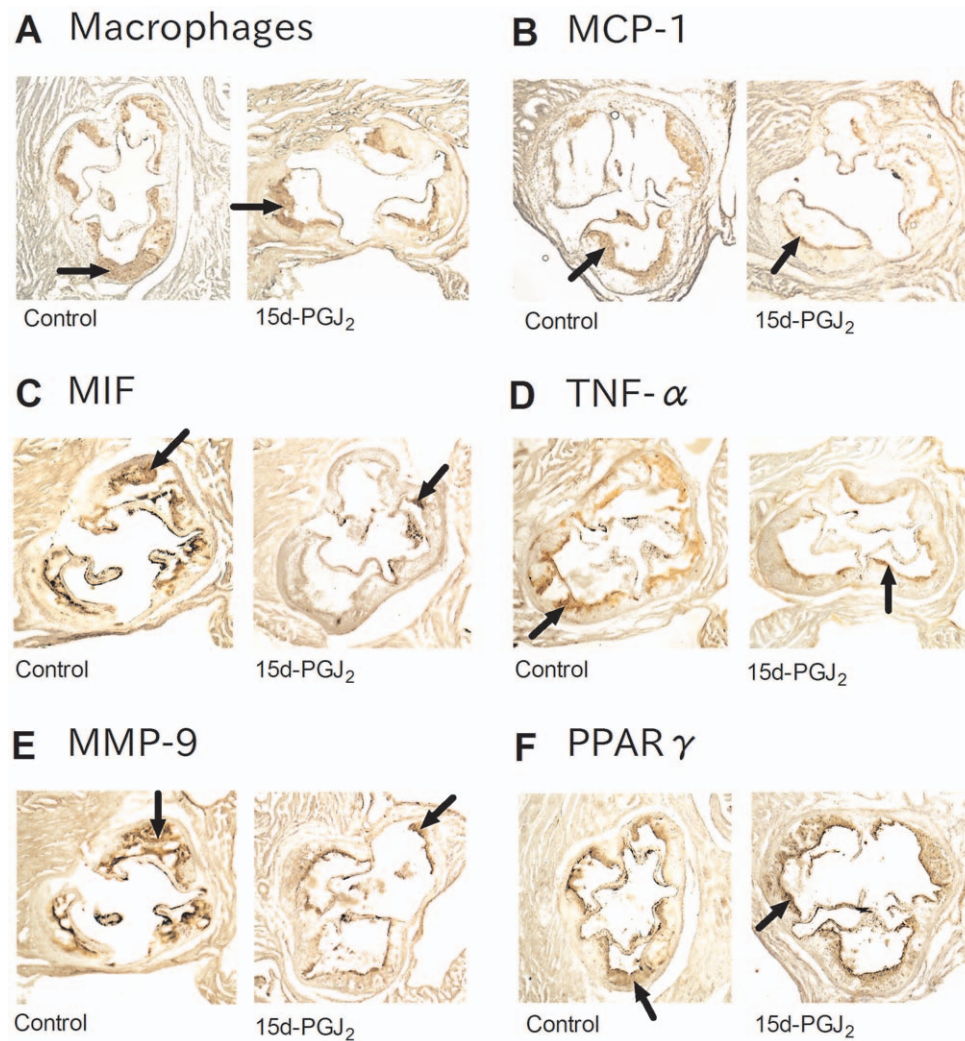 A Macrophages
B MCP-1
Control
15d-PGJ₂
Control
15d-PGJ₂
C MIF
D TNF-α
Control
15d-PGJ₂
Control
15d-PGJ₂
E MMP-9
F PPARγ
Control
15d-PGJ₂
Control
15d-PGJ₂